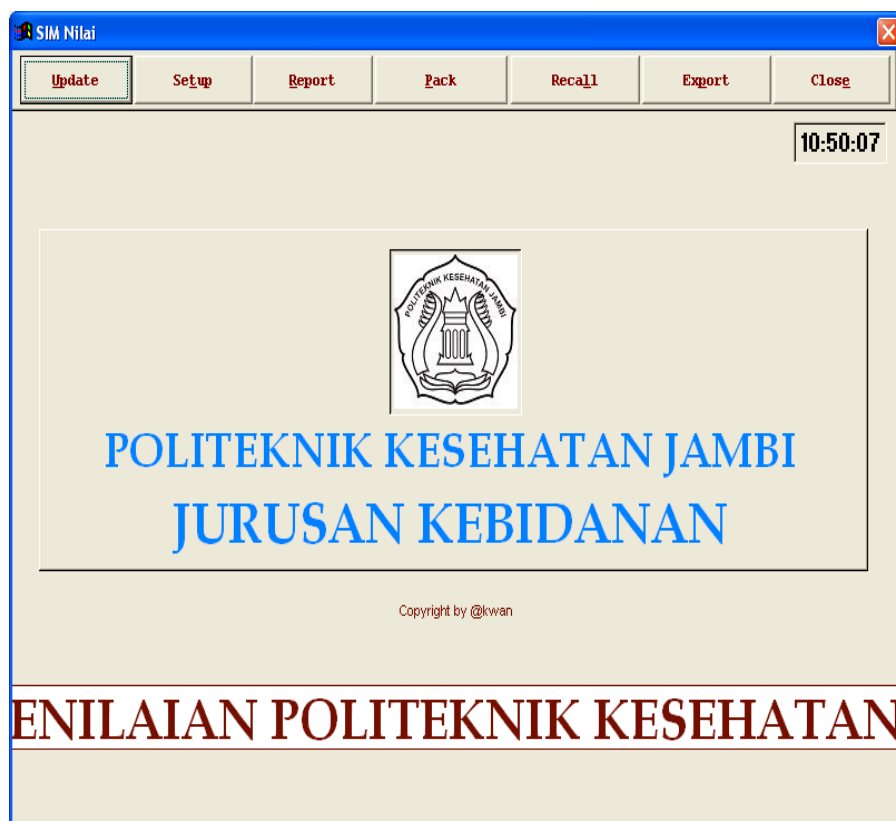 SIM Nilai
Update Setup Report Pack Recall Export Close
10:50:07
POLITEKNIK KESEHATAN JAMBI
POLITEKNIK KESEHATAN JAMBI
JURUSAN KEBIDANAN
Copyright by @kwan
ENILAIAN POLITEKNIK KESEHATAN